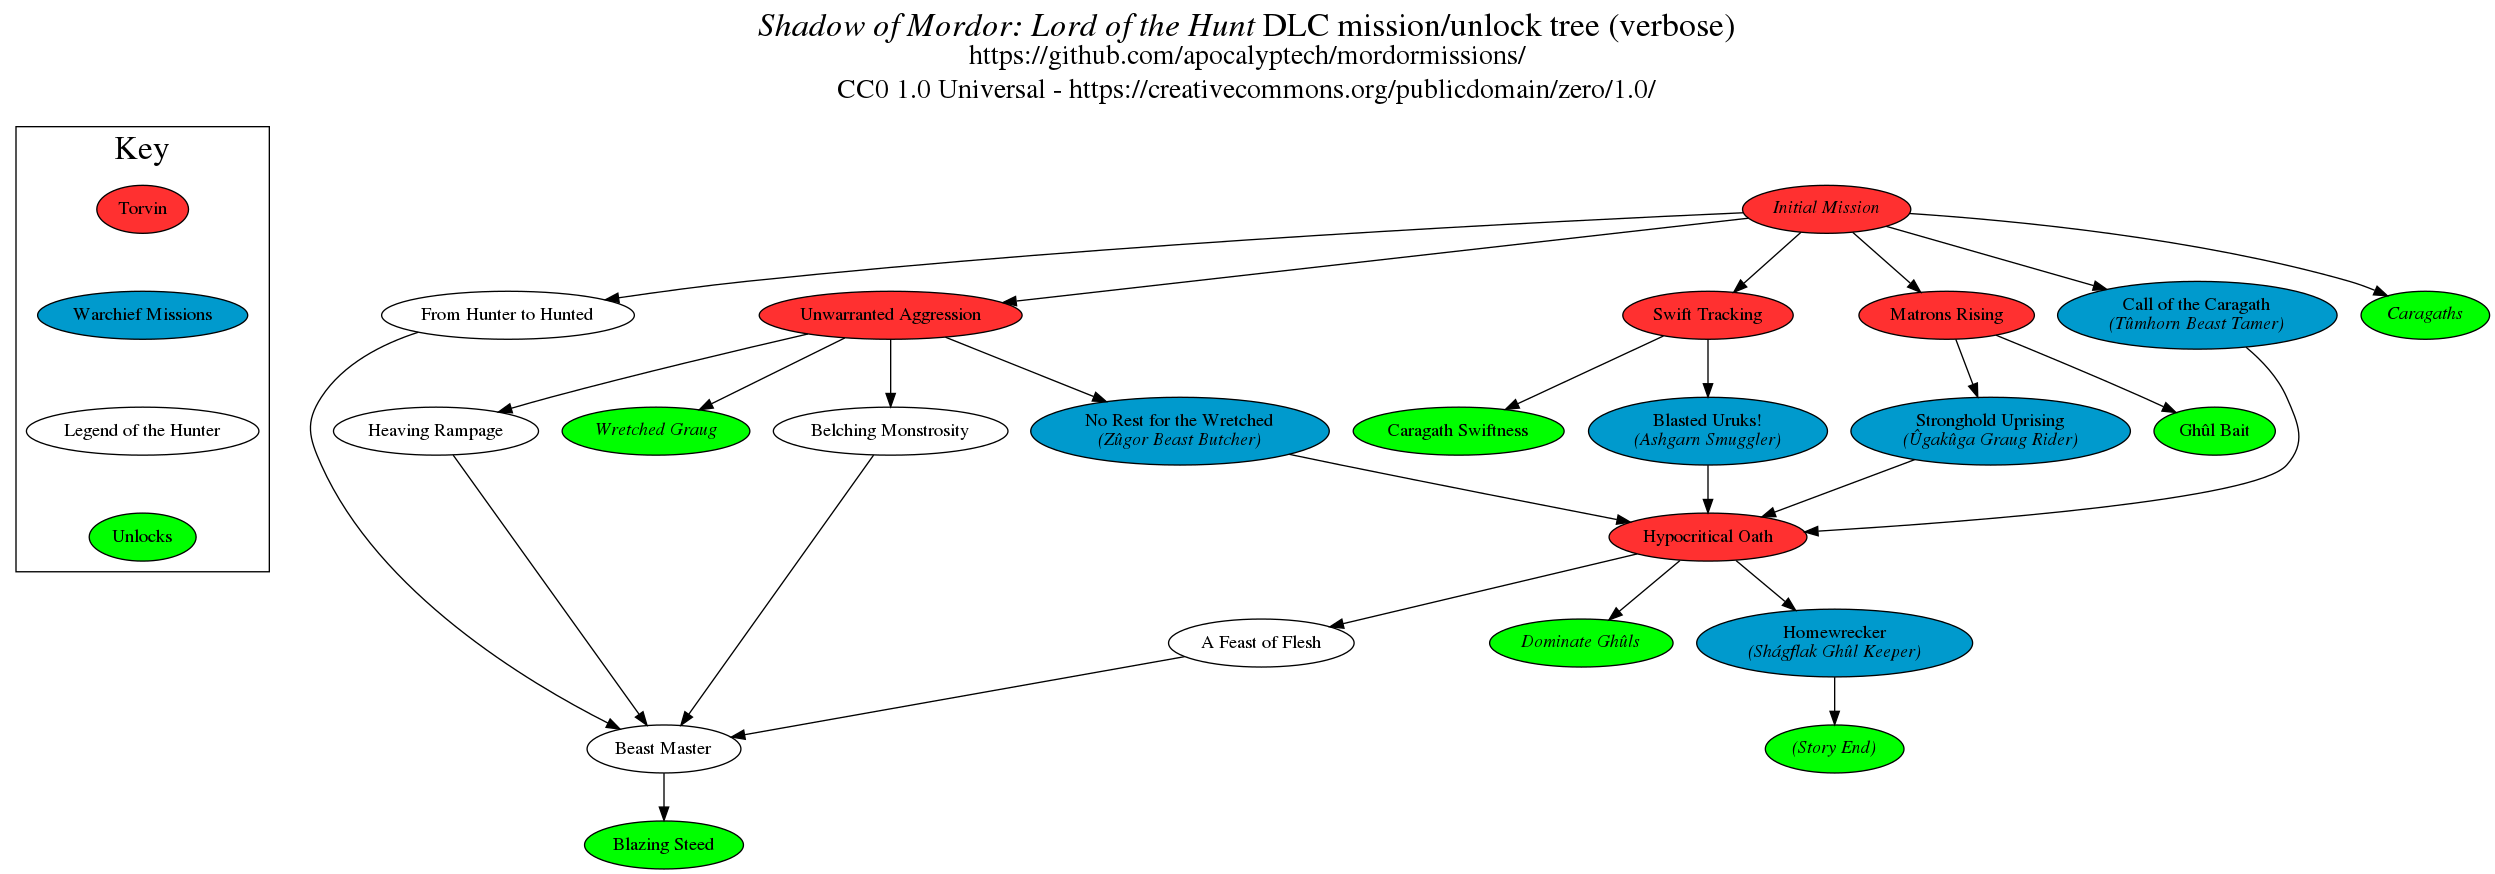 Shadow of Mordor: Lord of the Hunt DLC mission/unlock tree (verbose)
https://github.com/apocalyptech/mordormissions/
CC0 1.0 Universal - https://creativecommons.org/publicdomain/zero/1.0/
Key
Torvin
Warchief Missions
Legend of the Hunter
Unlocks
Initial Mission
From Hunter to Hunted
Unwarranted Aggression
Swift Tracking
Matrons Rising
Call of the Caragath
(Tûmhorn Beast Tamer)
Caragaths
Heaving Rampage
Wretched Graug
Belching Monstrosity
No Rest for the Wretched
(Zûgor Beast Butcher)
Caragath Swiftness
Blasted Uruks!
(Ashgarn Smuggler)
Stronghold Uprising
(Ûgakûga Graug Rider)
Ghûl Bait
Hypocritical Oath
A Feast of Flesh
Dominate Ghûls
Homewrecker
(Shágflak Ghûl Keeper)
Beast Master
(Story End)
Blazing Steed